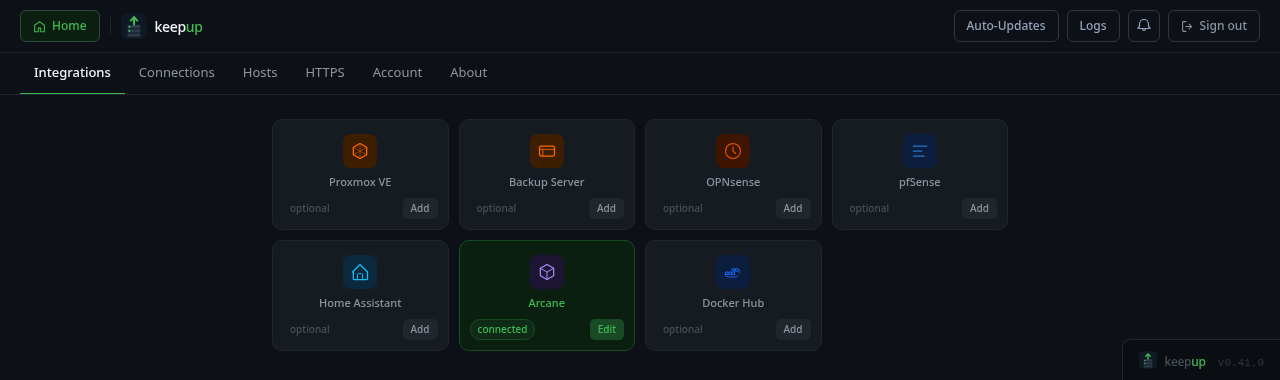 Home keepup Auto-Updates Logs Sign out
Integrations Connections Hosts HTTPS Account About
Proxmox VE Backup Server OPNsense pfSense
optional Add optional Add optional Add optional Add
Home Assistant Arcane Docker Hub
optional Add connected Edit optional Add
keepup v0.41.0